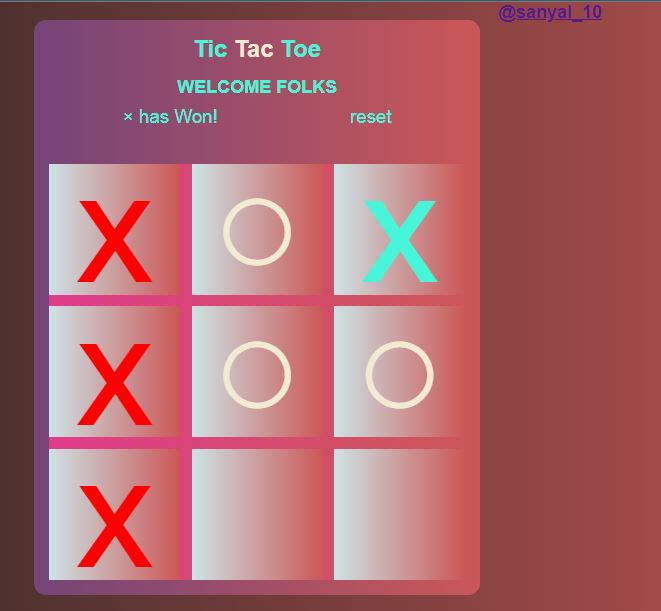 @sanyal_10
Tic Tac Toe
WELCOME FOLKS
× has Won! reset
X O X
X O O
X